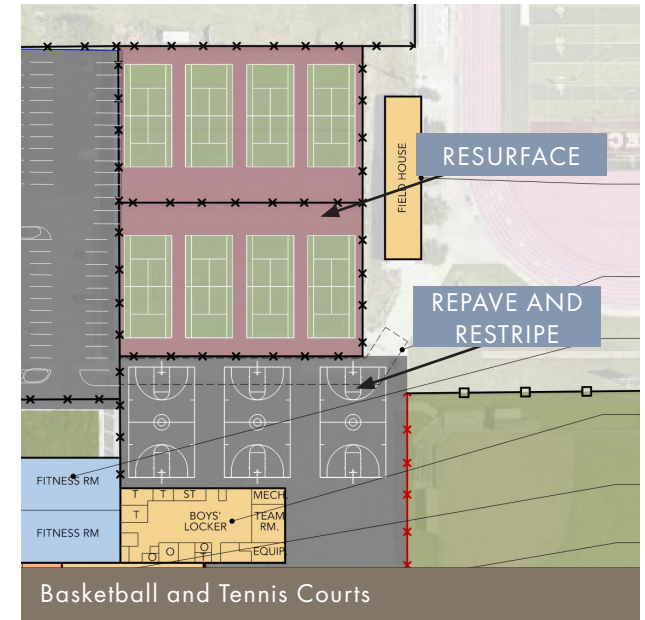 RESURFACE
FIELD HOUSE
REPAVE AND
RESTRIPE
FITNESS RM
FITNESS RM
T T ST MECH.
T
BOYS'
LOCKER
TEAM
RM.
O
O O
EQUIP.
Basketball and Tennis Courts